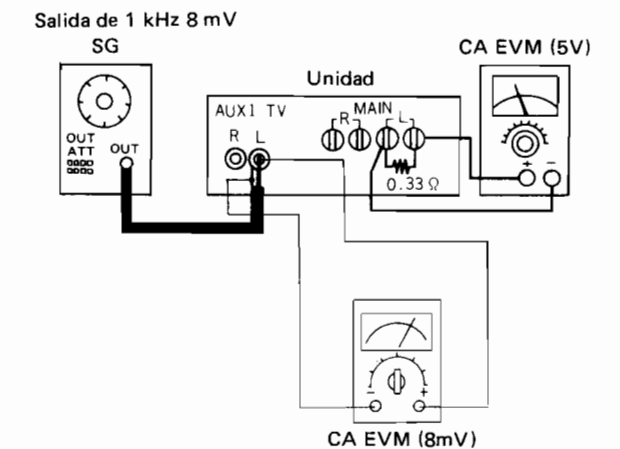 Salida de 1 kHz 8 mV
SG
CA EVM (5V)
Unidad
AUX1 TV
MAIN
R
L
R
L
OUT
ATT
OUT
0.33 Ω
+
−
−
+
CA EVM (8mV)